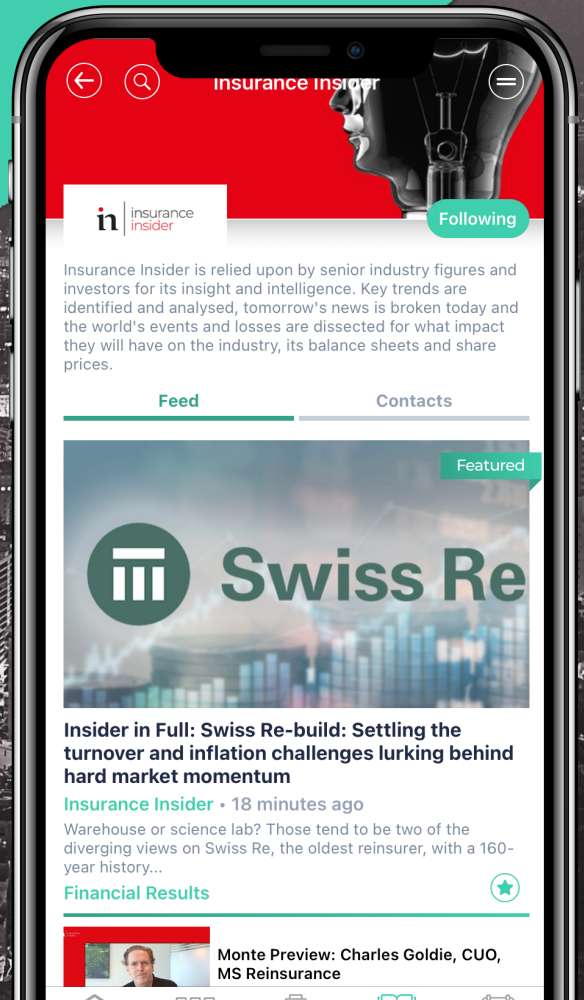 Insurance Insider
in insurance
insider
Following
Insurance Insider is relied upon by senior industry figures and
investors for its insight and intelligence. Key trends are
identified and analysed, tomorrow's news is broken today and
the world's events and losses are dissected for what impact
they will have on the industry, its balance sheets and share
prices.
Feed
Contacts
Featured
Swiss Re
Insider in Full: Swiss Re-build: Settling the
turnover and inflation challenges lurking behind
hard market momentum
Insurance Insider • 18 minutes ago
Warehouse or science lab? Those tend to be two of the
diverging views on Swiss Re, the oldest reinsurer, with a 160-
year history...
Financial Results
Monte Preview: Charles Goldie, CUO,
MS Reinsurance